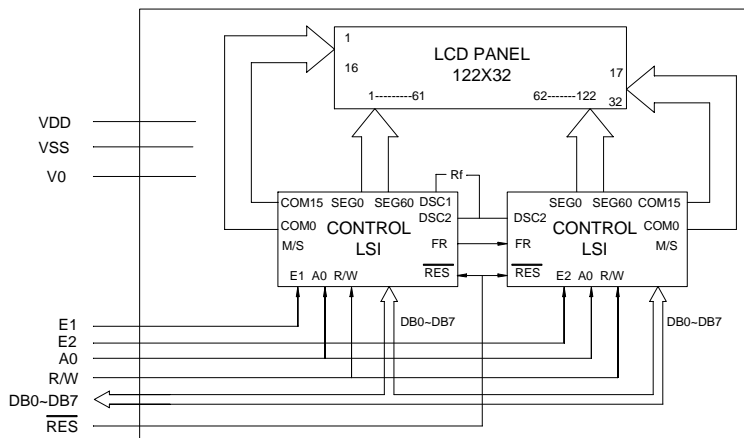 1
16
LCD PANEL
122X32
17
32
1---------61
62-------122
VDD
VSS
V0
Rf
COM15 SEG0 SEG60 DSC1
DSC2
COM0
M/S
CONTROL
LSI
FR
RES
E1 A0 R/W
SEG0 SEG60 COM15
DSC2
COM0
M/S
CONTROL
LSI
FR
RES
E2 A0 R/W
DB0~DB7
DB0~DB7
E1
E2
A0
R/W
DB0~DB7
RES